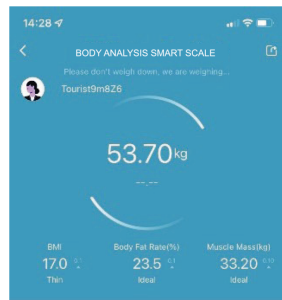 14:28
BODY ANALYSIS SMART SCALE
Please don't weigh down, we are weighing...
Tourist9m8Z6
53.70kg
--.--
BMI Body Fat Rate(%) Muscle Mass(kg)
17.0 23.5 33.20
Thin Ideal Ideal